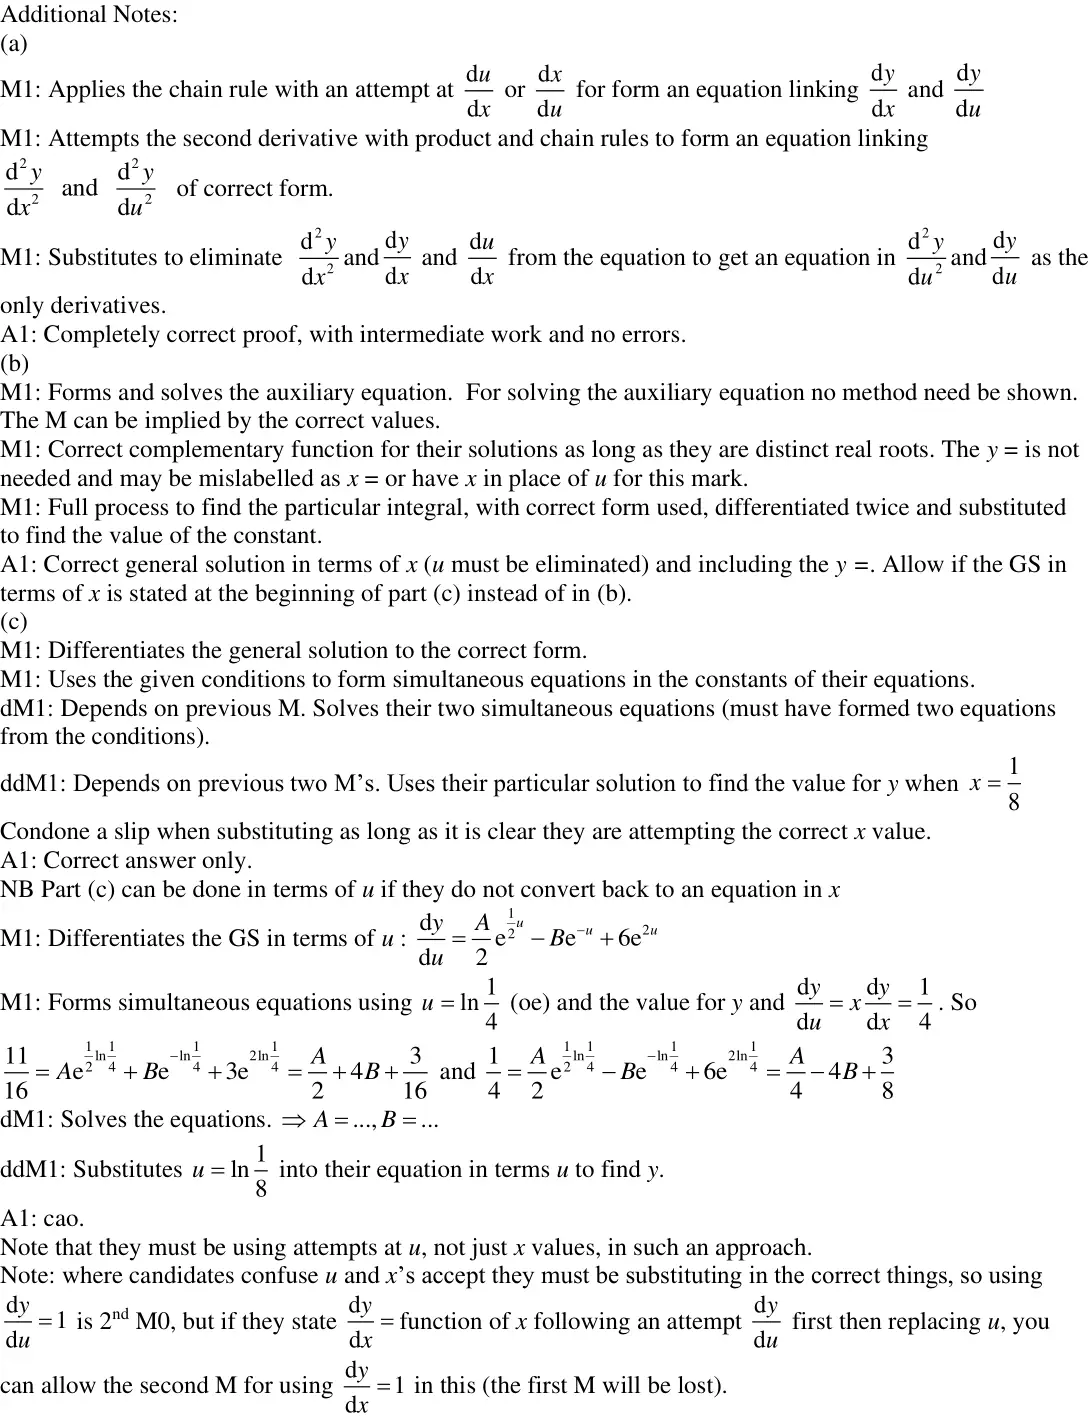 Additional Notes:
(a)
M1: Applies the chain rule with an attempt at du/dx or dx/du for form an equation linking dy/dx and dy/du
M1: Attempts the second derivative with product and chain rules to form an equation linking
d²y/dx² and d²y/du² of correct form.
M1: Substitutes to eliminate d²y/dx² and dy/dx and du/dx from the equation to get an equation in d²y/du² and dy/du as the
only derivatives.
A1: Completely correct proof, with intermediate work and no errors.
(b)
M1: Forms and solves the auxiliary equation.  For solving the auxiliary equation no method need be shown.
The M can be implied by the correct values.
M1: Correct complementary function for their solutions as long as they are distinct real roots. The y = is not
needed and may be mislabelled as x = or have x in place of u for this mark.
M1: Full process to find the particular integral, with correct form used, differentiated twice and substituted
to find the value of the constant.
A1: Correct general solution in terms of x (u must be eliminated) and including the y =. Allow if the GS in
terms of x is stated at the beginning of part (c) instead of in (b).
(c)
M1: Differentiates the general solution to the correct form.
M1: Uses the given conditions to form simultaneous equations in the constants of their equations.
dM1: Depends on previous M. Solves their two simultaneous equations (must have formed two equations
from the conditions).
ddM1: Depends on previous two M’s. Uses their particular solution to find the value for y when x = 1/8
Condone a slip when substituting as long as it is clear they are attempting the correct x value.
A1: Correct answer only.
NB Part (c) can be done in terms of u if they do not convert back to an equation in x
M1: Differentiates the GS in terms of u : dy/du = A/2 e^(1/2 u) − Be^(−u) + 6e^(2u)
M1: Forms simultaneous equations using u = ln 1/4 (oe) and the value for y and dy/du = x dy/dx = 1/4 . So
11/16 = Ae^(1/2 ln 1/4) + Be^(−ln 1/4) + 3e^(2 ln 1/4) = A/2 + 4B + 3/16 and 1/4 = A/2 e^(1/2 ln 1/4) − Be^(−ln 1/4) + 6e^(2 ln 1/4) = A/4 − 4B + 3/8
dM1: Solves the equations. ⇒ A = ..., B = ...
ddM1: Substitutes u = ln 1/8 into their equation in terms u to find y.
A1: cao.
Note that they must be using attempts at u, not just x values, in such an approach.
Note: where candidates confuse u and x’s accept they must be substituting in the correct things, so using
dy/du = 1 is 2nd M0, but if they state dy/dx = function of x following an attempt dy/du first then replacing u, you
can allow the second M for using dy/dx = 1 in this (the first M will be lost).